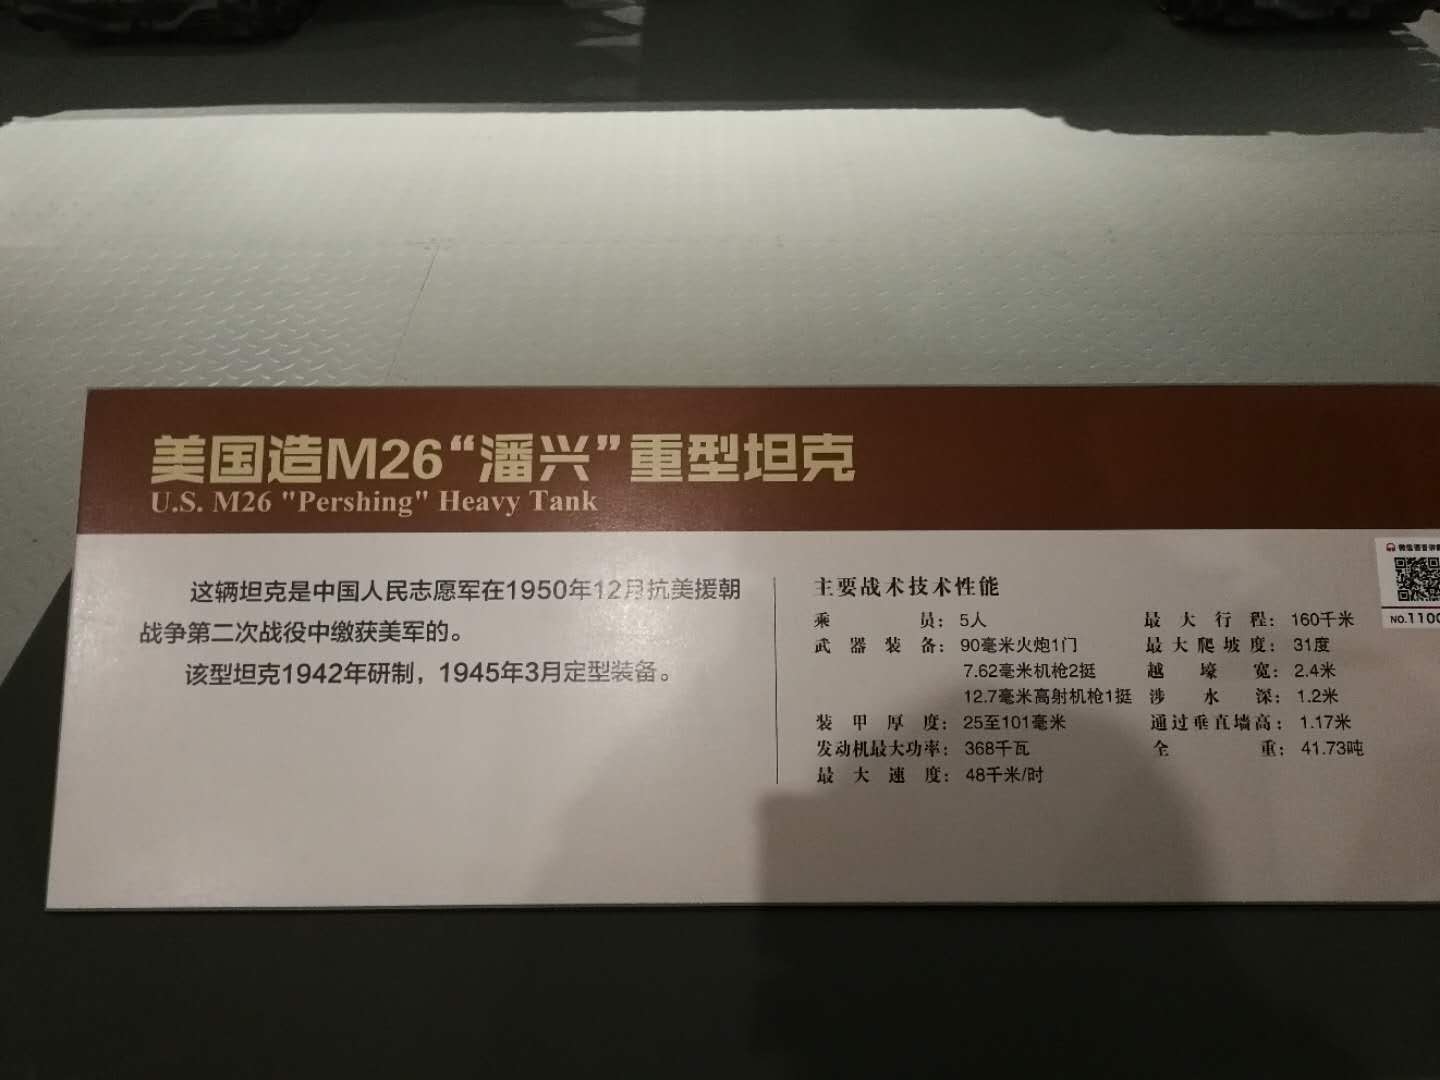 美国造M26“潘兴”重型坦克
U.S. M26 "Pershing" Heavy Tank
这辆坦克是中国人民志愿军在1950年12月抗美援朝
战争第二次战役中缴获美军的。
该型坦克1942年研制，1945年3月定型装备。
主要战术技术性能
乘员：5人
武器装备：90毫米火炮1门
7.62毫米机枪2挺
12.7毫米高射机枪1挺
装甲厚度：25至101毫米
发动机最大功率：368千瓦
最大速度：48千米/时
最大行程：160千米
最大爬坡度：31度
越壕宽：2.4米
涉水深：1.2米
通过垂直墙高：1.17米
全重：41.73吨
微信语音讲
NO.1100